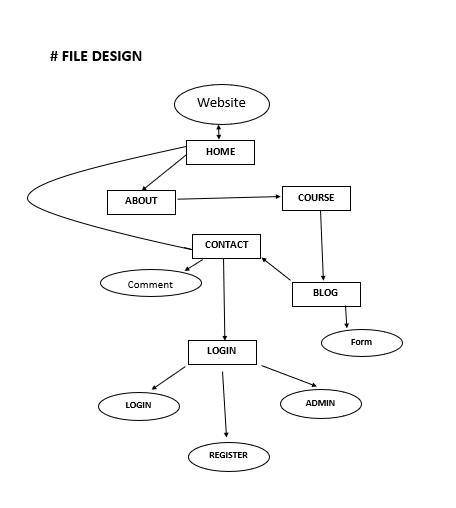 # FILE DESIGN
Website
HOME
ABOUT
COURSE
CONTACT
Comment
BLOG
Form
LOGIN
LOGIN
ADMIN
REGISTER